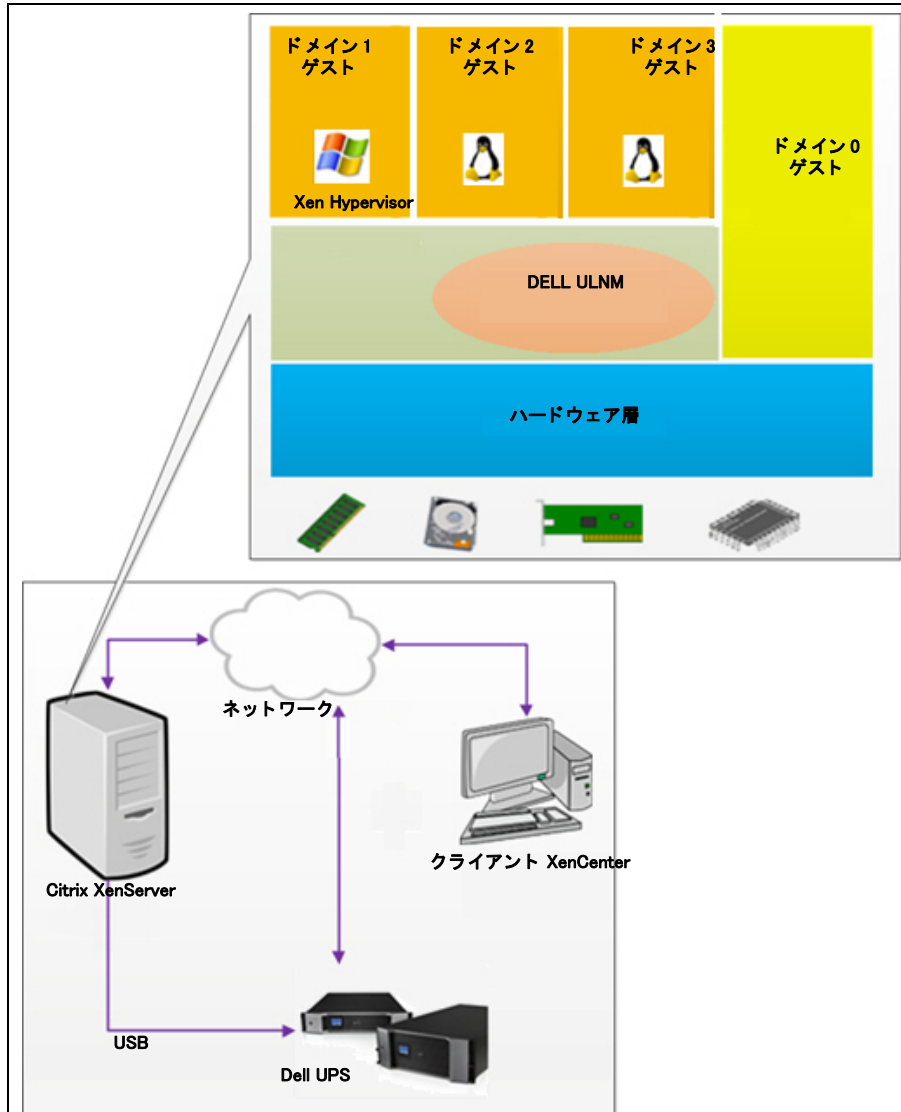 ドメイン 1
ゲスト
ドメイン 2
ゲスト
ドメイン 3
ゲスト
ドメイン 0
ゲスト
Xen Hypervisor
DELL ULNM
ハードウェア層
ネットワーク
クライアント XenCenter
Citrix XenServer
USB
Dell UPS